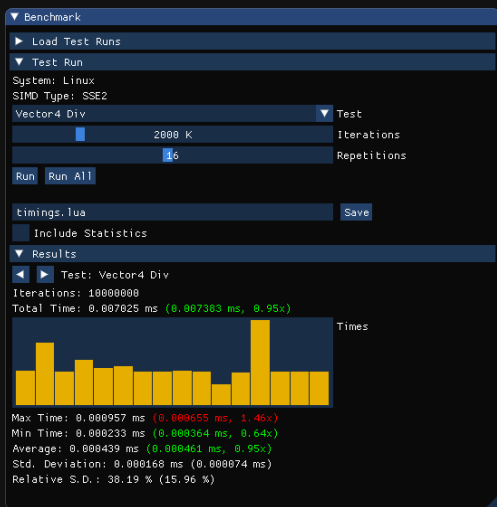 Benchmark
Load Test Runs
Test Run
System: Linux
SIMD Type: SSE2
Vector4 Div Test
2000 K Iterations
16 Repetitions
Run Run All
timings.lua Save
Include Statistics
Results
Test: Vector4 Div
Iterations: 10000000
Total Time: 0.007025 ms (0.007383 ms, 0.95x)
Times
Max Time: 0.000957 ms (0.000655 ms, 1.46x)
Min Time: 0.000233 ms (0.000364 ms, 0.64x)
Average: 0.000439 ms (0.000461 ms, 0.95x)
Std. Deviation: 0.000168 ms (0.000074 ms)
Relative S.D.: 38.19 % (15.96 %)